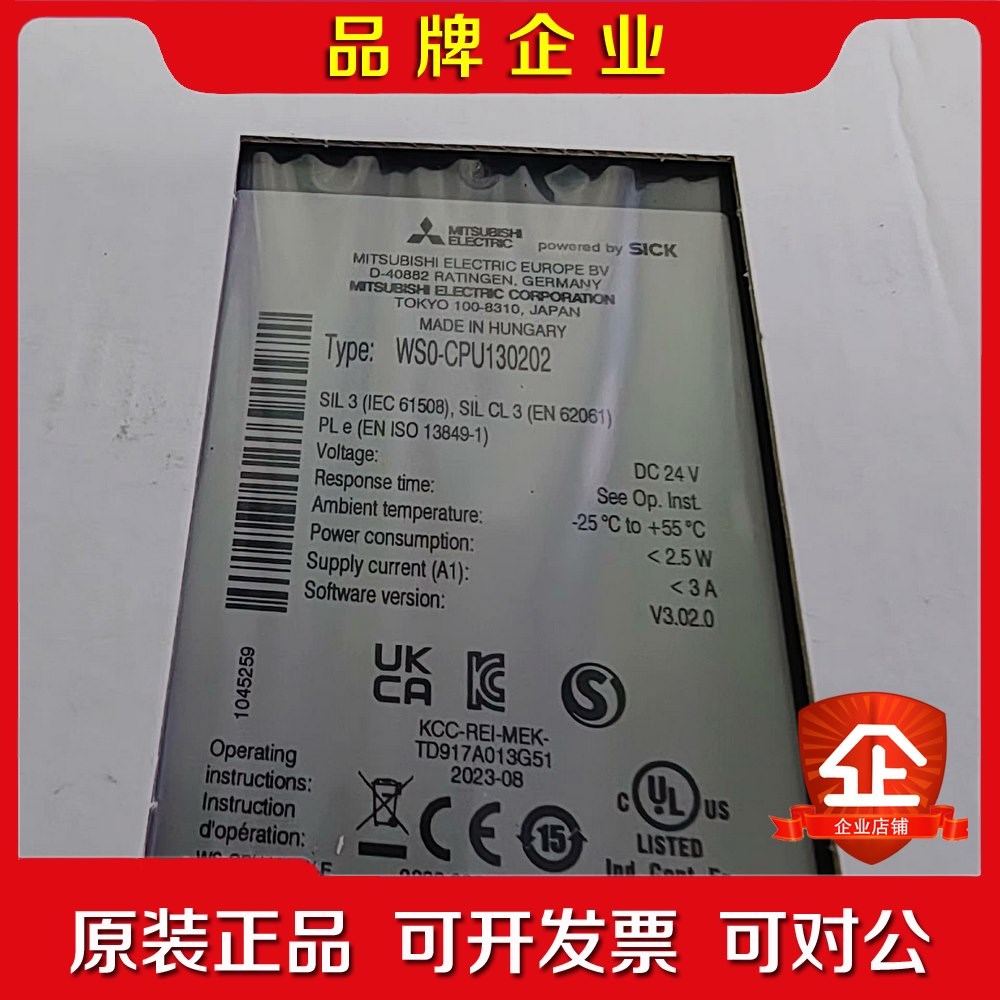 品牌企业
MITSUBISHI
ELECTRIC
powered by SICK
MITSUBISHI ELECTRIC EUROPE BV
D-40882 RATINGEN, GERMANY
MITSUBISHI ELECTRIC CORPORATION
TOKYO 100-8310, JAPAN
MADE IN HUNGARY
Type: WS0-CPU130202
SIL 3 (IEC 61508), SIL CL 3 (EN 62061)
PL e (EN ISO 13849-1)
Voltage: DC 24 V
Response time: See Op. Inst.
Ambient temperature: -25 °C to +55 °C
Power consumption: < 2.5 W
Supply current (A1): < 3 A
Software version: V3.02.0
1045259
UK
CA
KC
S
KCC-REI-MEK-
TD917A013G51
2023-08
Operating
instructions:
Instruction
d'opération:
CE
15
C UL US
LISTED
企
企业店铺
原装正品 可开发票 可对公